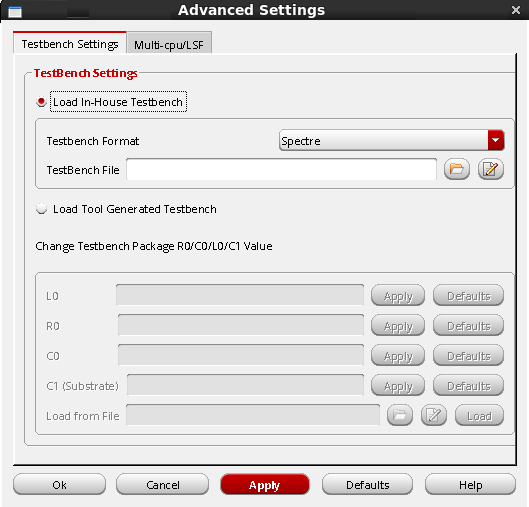 Advanced Settings
Testbench Settings Multi-cpu/LSF
TestBench Settings
Load In-House Testbench
Testbench Format Spectre
TestBench File
Load Tool Generated Testbench
Change Testbench Package R0/C0/L0/C1 Value
L0 Apply Defaults
R0 Apply Defaults
C0 Apply Defaults
C1 (Substrate) Apply Defaults
Load from File Load
Ok Cancel Apply Defaults Help